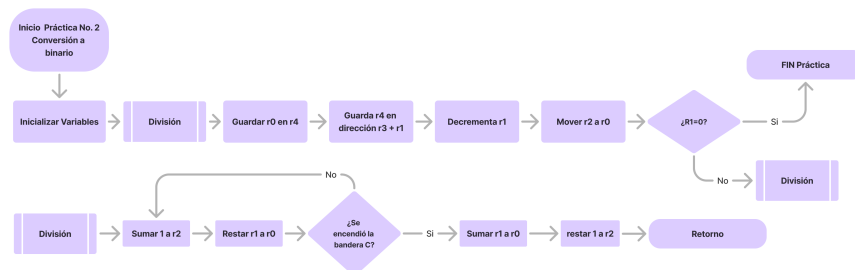 Inicio Práctica No. 2
Conversión a
binario
Inicializar Variables
División
Guardar r0 en r4
Guarda r4 en
dirección r3 + r1
Decrementa r1
Mover r2 a r0
¿R1=0?
Si
FIN Práctica
No
División
División
Sumar 1 a r2
Restar r1 a r0
¿Se
encendió la
bandera C?
No
Si
Sumar r1 a r0
restar 1 a r2
Retorno